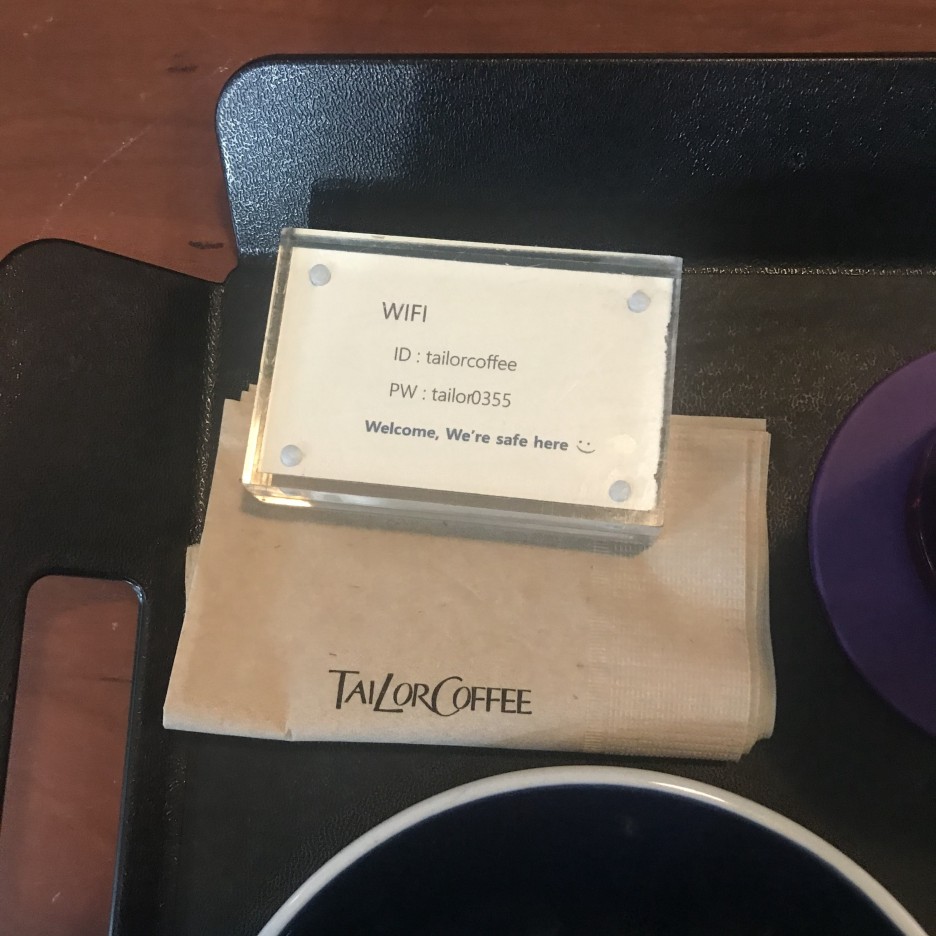 WIFI
ID : tailorcoffee
PW : tailor0355
Welcome, We're safe here :)
TAILORCOFFEE